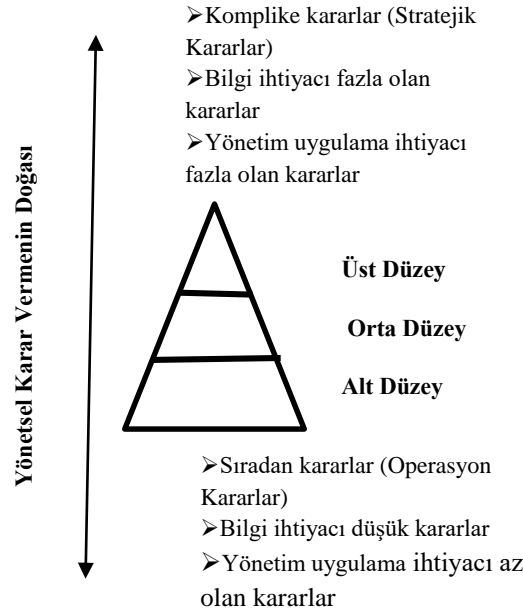 ➢Komplike kararlar (Stratejik
Kararlar)
➢Bilgi ihtiyacı fazla olan
kararlar
➢Yönetim uygulama ihtiyacı
fazla olan kararlar
Yönetsel Karar Vermenin Doğası
Üst Düzey
Orta Düzey
Alt Düzey
➢Sıradan kararlar (Operasyon
Kararlar)
➢Bilgi ihtiyacı düşük kararlar
➢Yönetim uygulama ihtiyacı az
olan kararlar